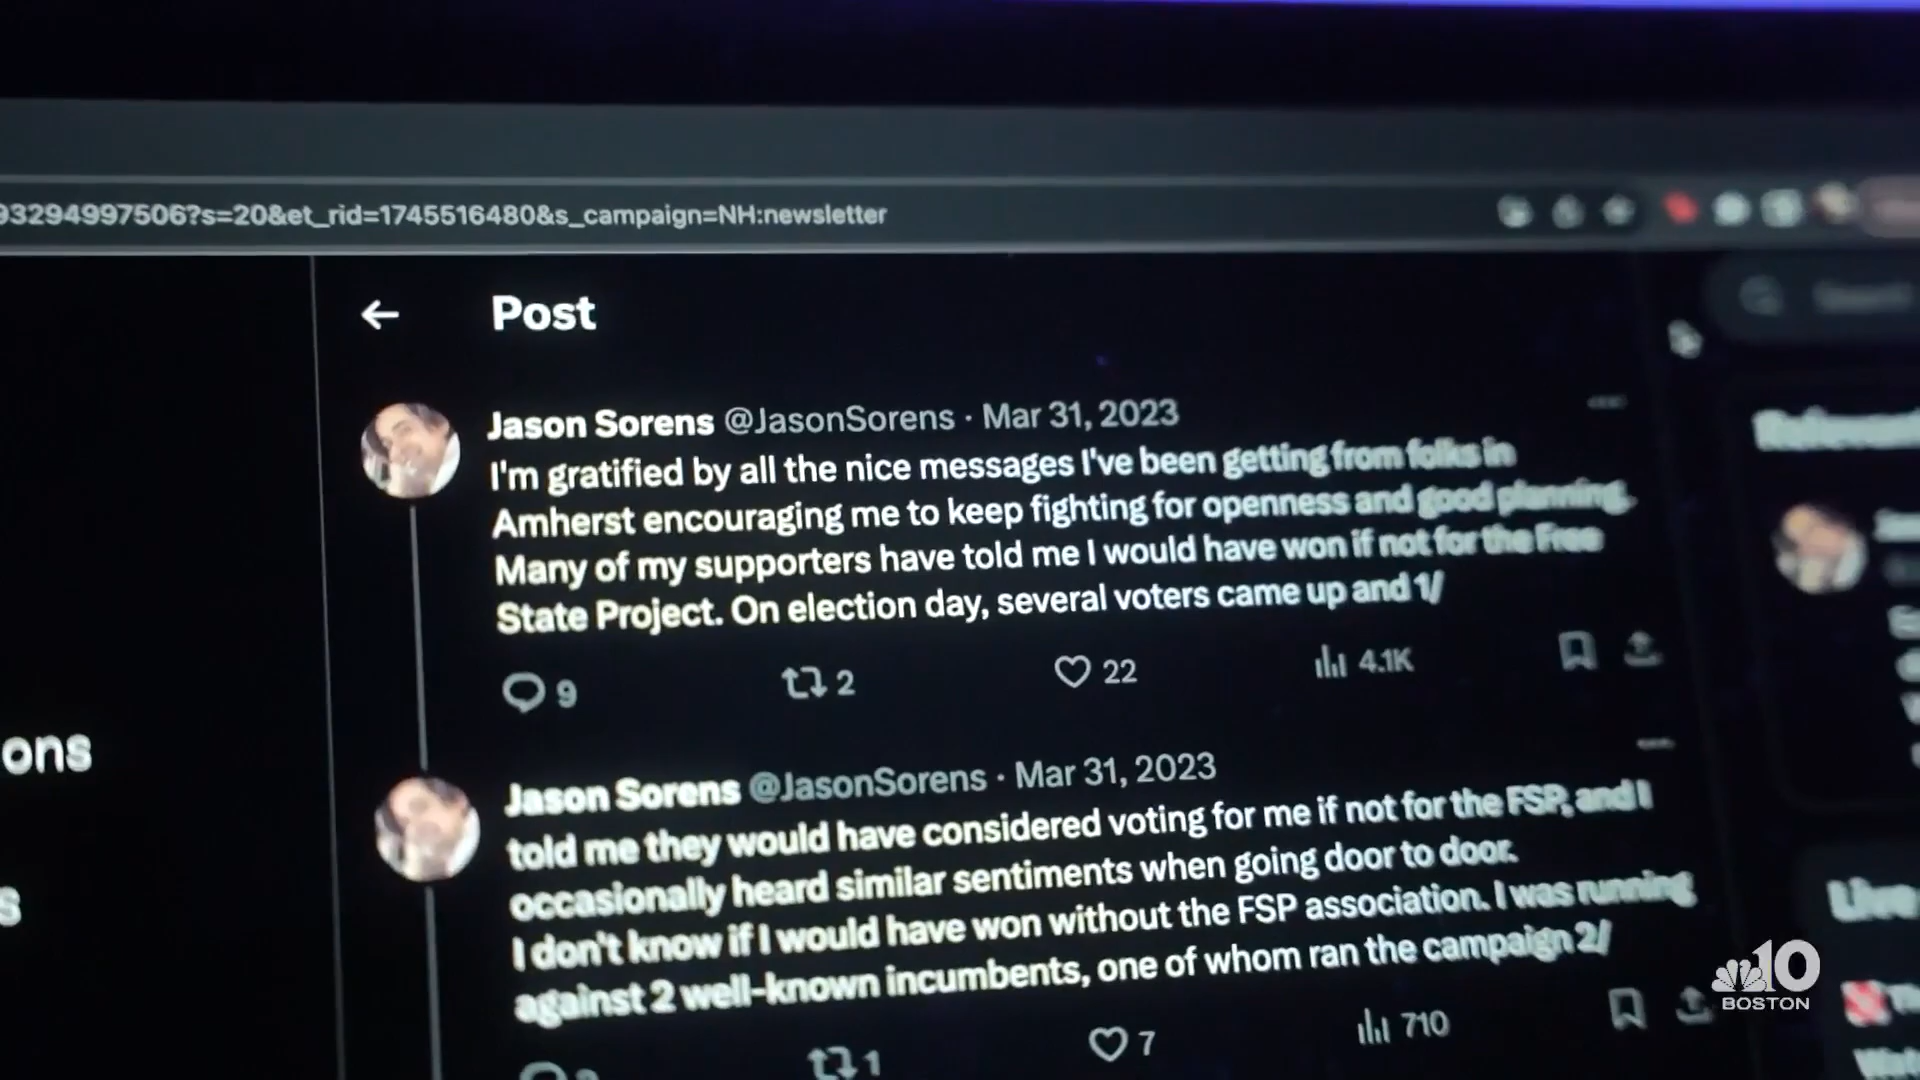 93294997506?s=20&et_rid=1745516480&s_campaign=NH:newsletter
Post
Jason Sorens @JasonSorens · Mar 31, 2023
I'm gratified by all the nice messages I've been getting from folks in
Amherst encouraging me to keep fighting for openness and good planning.
Many of my supporters have told me I would have won if not for the Free
State Project. On election day, several voters came up and 1/
9 2 22 4.1K
Jason Sorens @JasonSorens · Mar 31, 2023
told me they would have considered voting for me if not for the FSP, and I
occasionally heard similar sentiments when going door to door.
I don't know if I would have won without the FSP association. I was running
against 2 well-known incumbents, one of whom ran the campaign 2/
1 7 710
ons
s
Search
Live
10
BOSTON